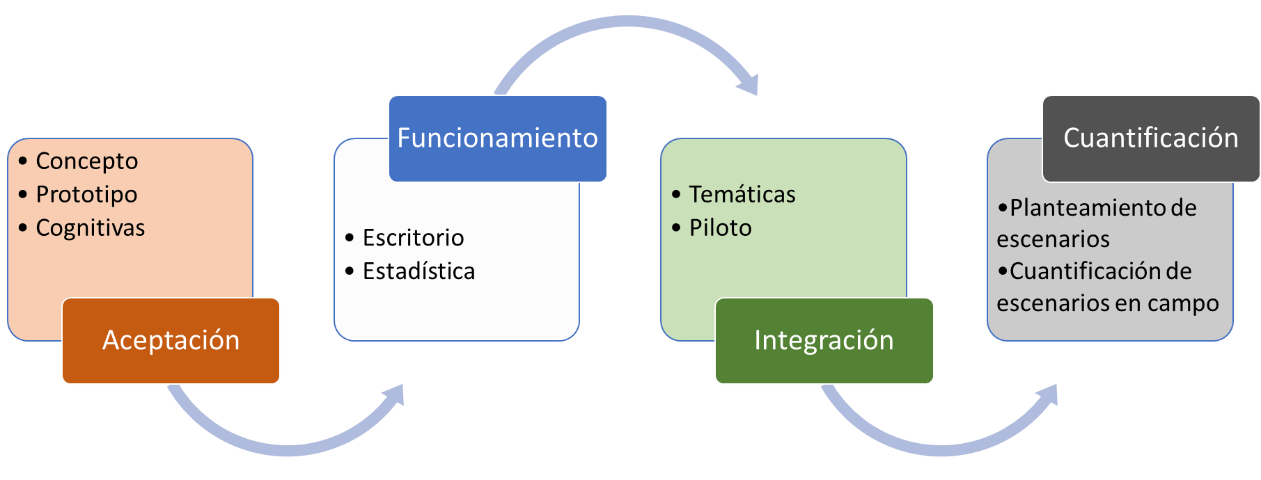 • Concepto
• Prototipo
• Cognitivas
Aceptación
Funcionamiento
• Escritorio
• Estadística
• Temáticas
• Piloto
Integración
Cuantificación
•Planteamiento de
escenarios
•Cuantificación de
escenarios en campo